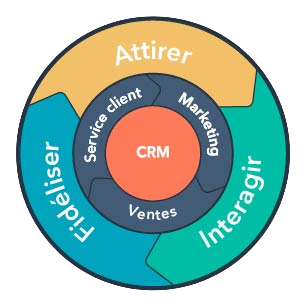 Attirer
Interagir
Fidéliser
Marketing
Ventes
Service client
CRM